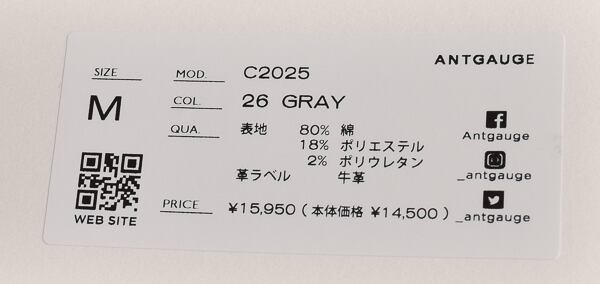 ANTGAUGE
SIZE
M
MOD. C2025
COL. 26 GRAY
QUA. 表地 80% 綿
18% ポリエステル
2% ポリウレタン
革ラベル 牛革
PRICE ¥15,950 ( 本体価格 ¥14,500 )
WEB SITE
Antgauge
_antgauge
_antgauge